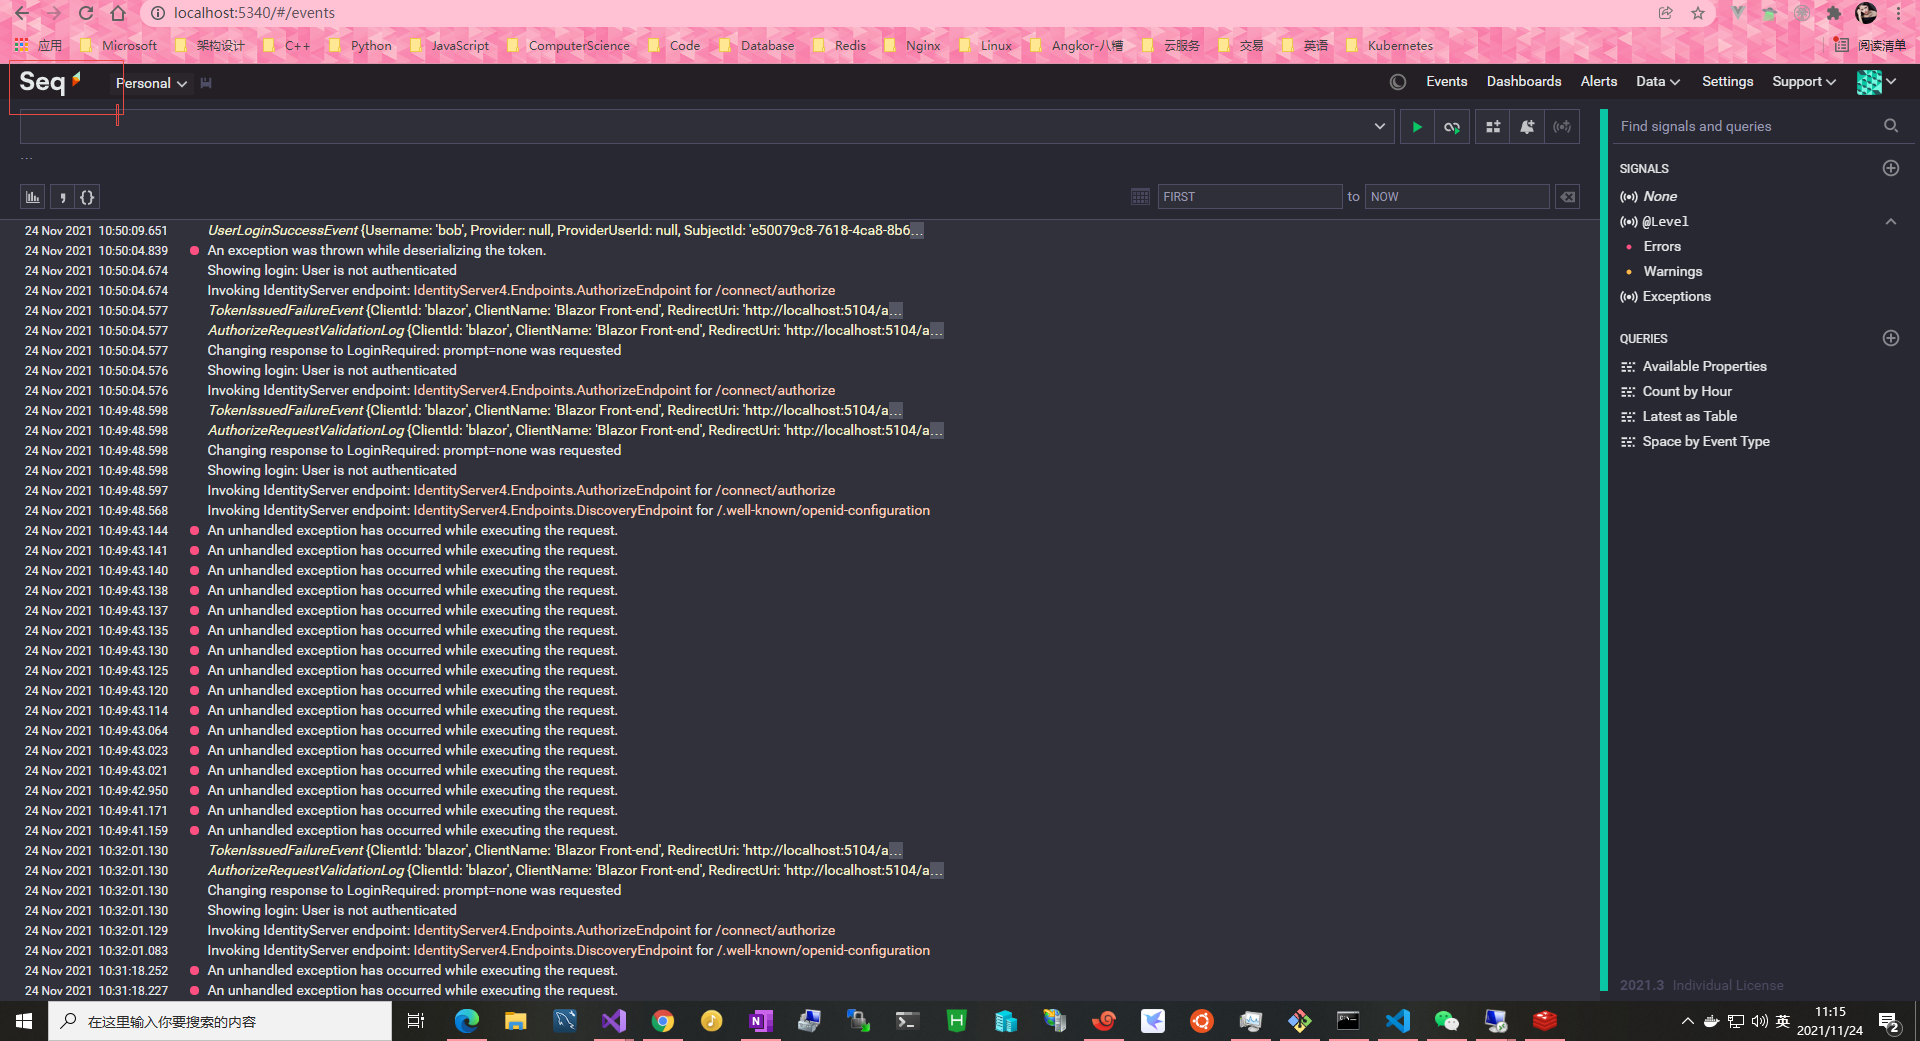 localhost:5340/#/events
应用 Microsoft 架构设计 C++ Python JavaScript ComputerScience Code Database Redis Nginx Linux Angkor-八槽 云服务 交易 英语 Kubernetes 阅读清单
Seq Personal Events Dashboards Alerts Data Settings Support
Find signals and queries
...
FIRST to NOW
SIGNALS
None
@Level
Errors
Warnings
Exceptions
QUERIES
Available Properties
Count by Hour
Latest as Table
Space by Event Type
24 Nov 2021 10:50:09.651 UserLoginSuccessEvent {Username: 'bob', Provider: null, ProviderUserId: null, SubjectId: 'e50079c8-7618-4ca8-8b6...
24 Nov 2021 10:50:04.839 An exception was thrown while deserializing the token.
24 Nov 2021 10:50:04.674 Showing login: User is not authenticated
24 Nov 2021 10:50:04.674 Invoking IdentityServer endpoint: IdentityServer4.Endpoints.AuthorizeEndpoint for /connect/authorize
24 Nov 2021 10:50:04.577 TokenIssuedFailureEvent {ClientId: 'blazor', ClientName: 'Blazor Front-end', RedirectUri: 'http://localhost:5104/a...
24 Nov 2021 10:50:04.577 AuthorizeRequestValidationLog {ClientId: 'blazor', ClientName: 'Blazor Front-end', RedirectUri: 'http://localhost:5104/a...
24 Nov 2021 10:50:04.577 Changing response to LoginRequired: prompt=none was requested
24 Nov 2021 10:50:04.576 Showing login: User is not authenticated
24 Nov 2021 10:50:04.576 Invoking IdentityServer endpoint: IdentityServer4.Endpoints.AuthorizeEndpoint for /connect/authorize
24 Nov 2021 10:49:48.598 TokenIssuedFailureEvent {ClientId: 'blazor', ClientName: 'Blazor Front-end', RedirectUri: 'http://localhost:5104/a...
24 Nov 2021 10:49:48.598 AuthorizeRequestValidationLog {ClientId: 'blazor', ClientName: 'Blazor Front-end', RedirectUri: 'http://localhost:5104/a...
24 Nov 2021 10:49:48.598 Changing response to LoginRequired: prompt=none was requested
24 Nov 2021 10:49:48.598 Showing login: User is not authenticated
24 Nov 2021 10:49:48.597 Invoking IdentityServer endpoint: IdentityServer4.Endpoints.AuthorizeEndpoint for /connect/authorize
24 Nov 2021 10:49:48.568 Invoking IdentityServer endpoint: IdentityServer4.Endpoints.DiscoveryEndpoint for /.well-known/openid-configuration
24 Nov 2021 10:49:43.144 An unhandled exception has occurred while executing the request.
24 Nov 2021 10:49:43.141 An unhandled exception has occurred while executing the request.
24 Nov 2021 10:49:43.140 An unhandled exception has occurred while executing the request.
24 Nov 2021 10:49:43.138 An unhandled exception has occurred while executing the request.
24 Nov 2021 10:49:43.137 An unhandled exception has occurred while executing the request.
24 Nov 2021 10:49:43.135 An unhandled exception has occurred while executing the request.
24 Nov 2021 10:49:43.130 An unhandled exception has occurred while executing the request.
24 Nov 2021 10:49:43.125 An unhandled exception has occurred while executing the request.
24 Nov 2021 10:49:43.120 An unhandled exception has occurred while executing the request.
24 Nov 2021 10:49:43.114 An unhandled exception has occurred while executing the request.
24 Nov 2021 10:49:43.064 An unhandled exception has occurred while executing the request.
24 Nov 2021 10:49:43.023 An unhandled exception has occurred while executing the request.
24 Nov 2021 10:49:43.021 An unhandled exception has occurred while executing the request.
24 Nov 2021 10:49:42.950 An unhandled exception has occurred while executing the request.
24 Nov 2021 10:49:41.171 An unhandled exception has occurred while executing the request.
24 Nov 2021 10:49:41.159 An unhandled exception has occurred while executing the request.
24 Nov 2021 10:32:01.130 TokenIssuedFailureEvent {ClientId: 'blazor', ClientName: 'Blazor Front-end', RedirectUri: 'http://localhost:5104/a...
24 Nov 2021 10:32:01.130 AuthorizeRequestValidationLog {ClientId: 'blazor', ClientName: 'Blazor Front-end', RedirectUri: 'http://localhost:5104/a...
24 Nov 2021 10:32:01.130 Changing response to LoginRequired: prompt=none was requested
24 Nov 2021 10:32:01.130 Showing login: User is not authenticated
24 Nov 2021 10:32:01.129 Invoking IdentityServer endpoint: IdentityServer4.Endpoints.AuthorizeEndpoint for /connect/authorize
24 Nov 2021 10:32:01.083 Invoking IdentityServer endpoint: IdentityServer4.Endpoints.DiscoveryEndpoint for /.well-known/openid-configuration
24 Nov 2021 10:31:18.252 An unhandled exception has occurred while executing the request.
24 Nov 2021 10:31:18.227 An unhandled exception has occurred while executing the request.
2021.3 Individual License
在这里输入你要搜索的内容
英
11:15
2021/11/24
2